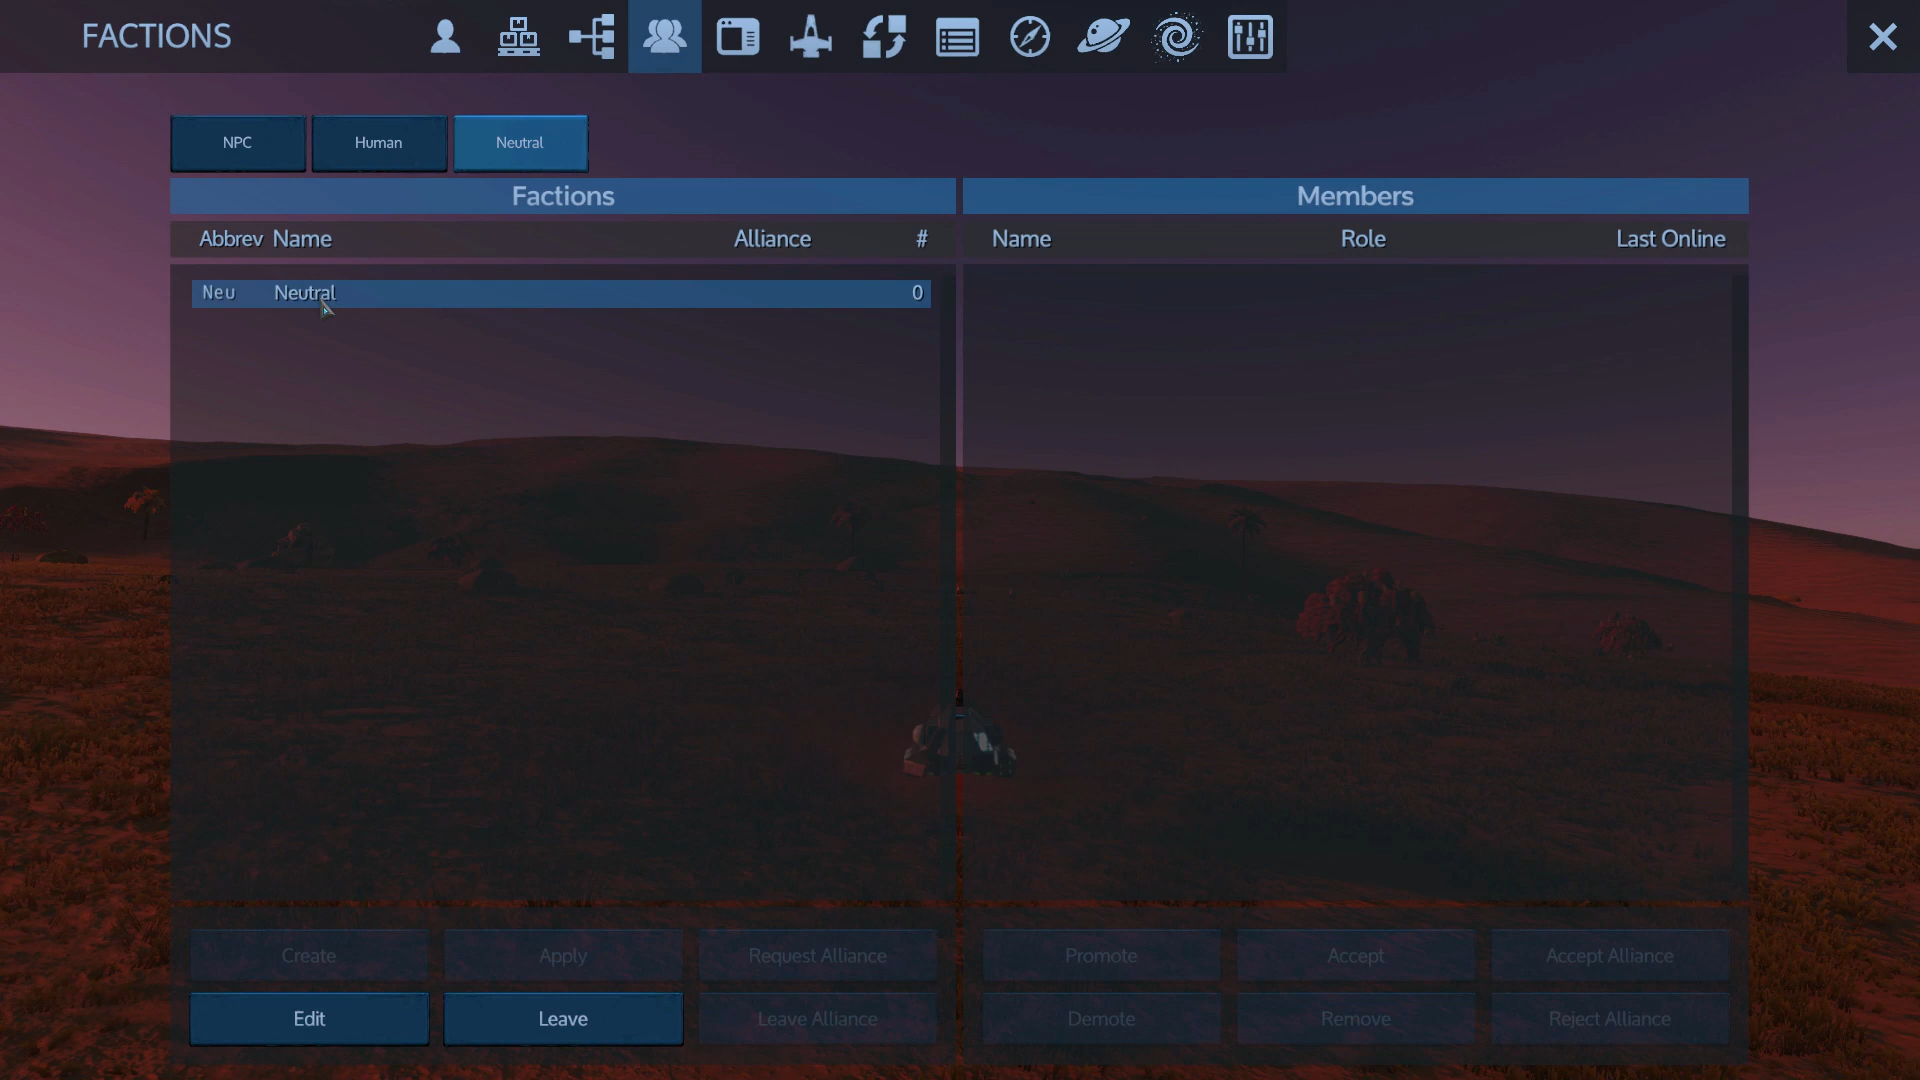 FACTIONS
NPC Human Neutral
Factions
Members
Abbrev Name Alliance #
Name Role Last Online
Neu Neutral 0
Create Apply Request Alliance
Promote Accept Accept Alliance
Edit Leave Leave Alliance
Demote Remove Reject Alliance